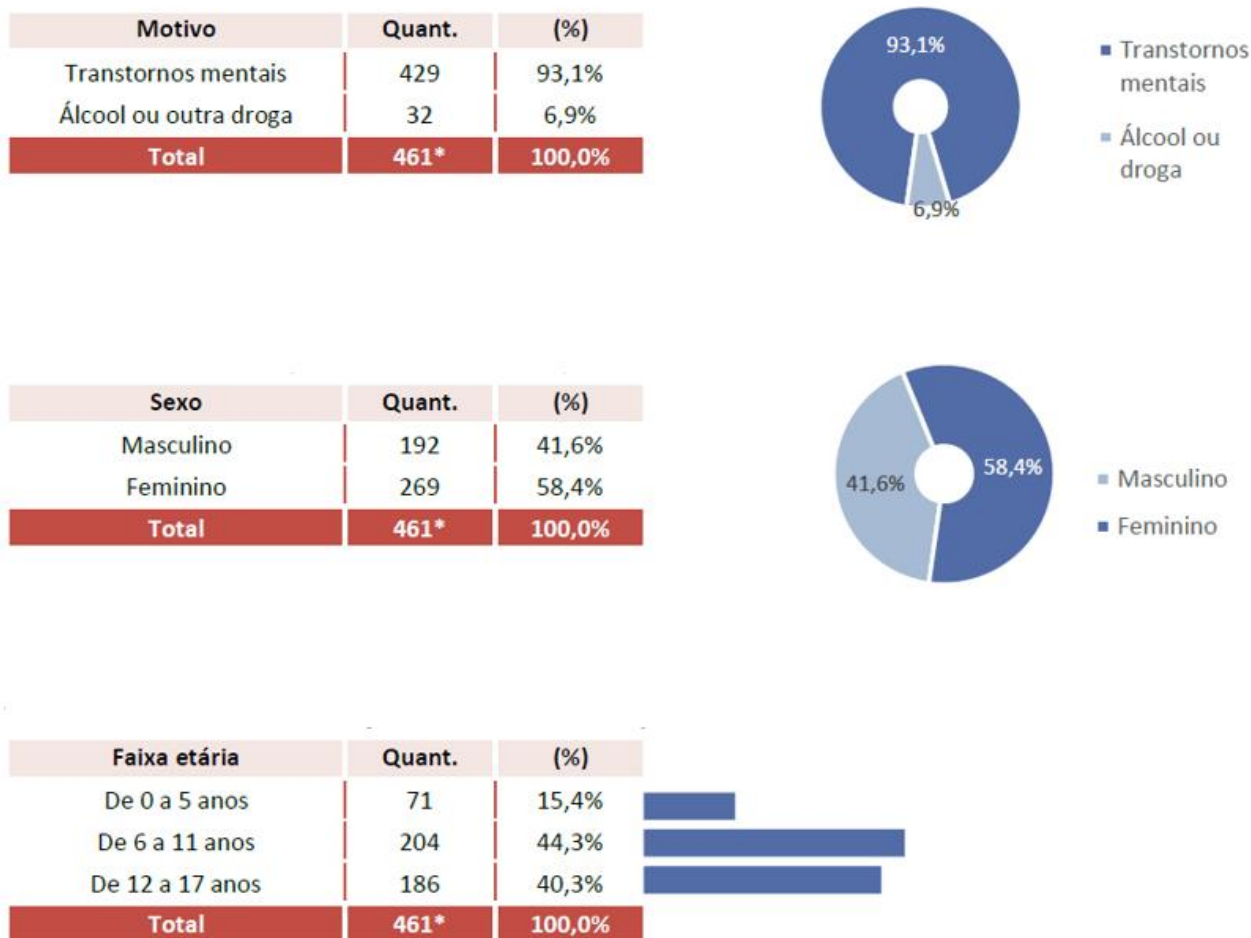 Motivo Quant. (%)
Transtornos mentais 429 93,1%
Álcool ou outra droga 32 6,9%
Total 461* 100,0%
93,1%
6,9%
Transtornos
mentais
Álcool ou
droga
Sexo Quant. (%)
Masculino 192 41,6%
Feminino 269 58,4%
Total 461* 100,0%
41,6%
58,4%
Masculino
Feminino
Faixa etária Quant. (%)
De 0 a 5 anos 71 15,4%
De 6 a 11 anos 204 44,3%
De 12 a 17 anos 186 40,3%
Total 461* 100,0%